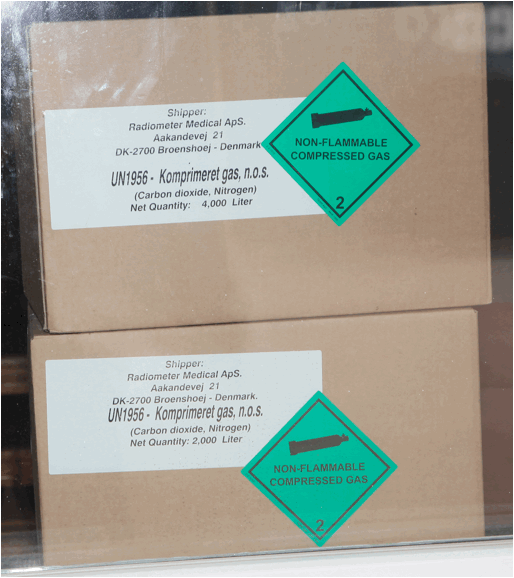 Shipper:
Radiometer Medical ApS.
Aakandevej 21
DK-2700 Broenshoej - Denmark
UN1956 - Komprimeret gas, n.o.s.
(Carbon dioxide, Nitrogen)
Net Quantity: 4,000 Liter
NON-FLAMMABLE
COMPRESSED GAS
2
Shipper:
Radiometer Medical ApS.
Aakandevej 21
DK-2700 Broenshoej - Denmark.
UN1956 - Komprimeret gas, n.o.s.
(Carbon dioxide, Nitrogen)
Net Quantity: 2,000 Liter
NON-FLAMMABLE
COMPRESSED GAS
2